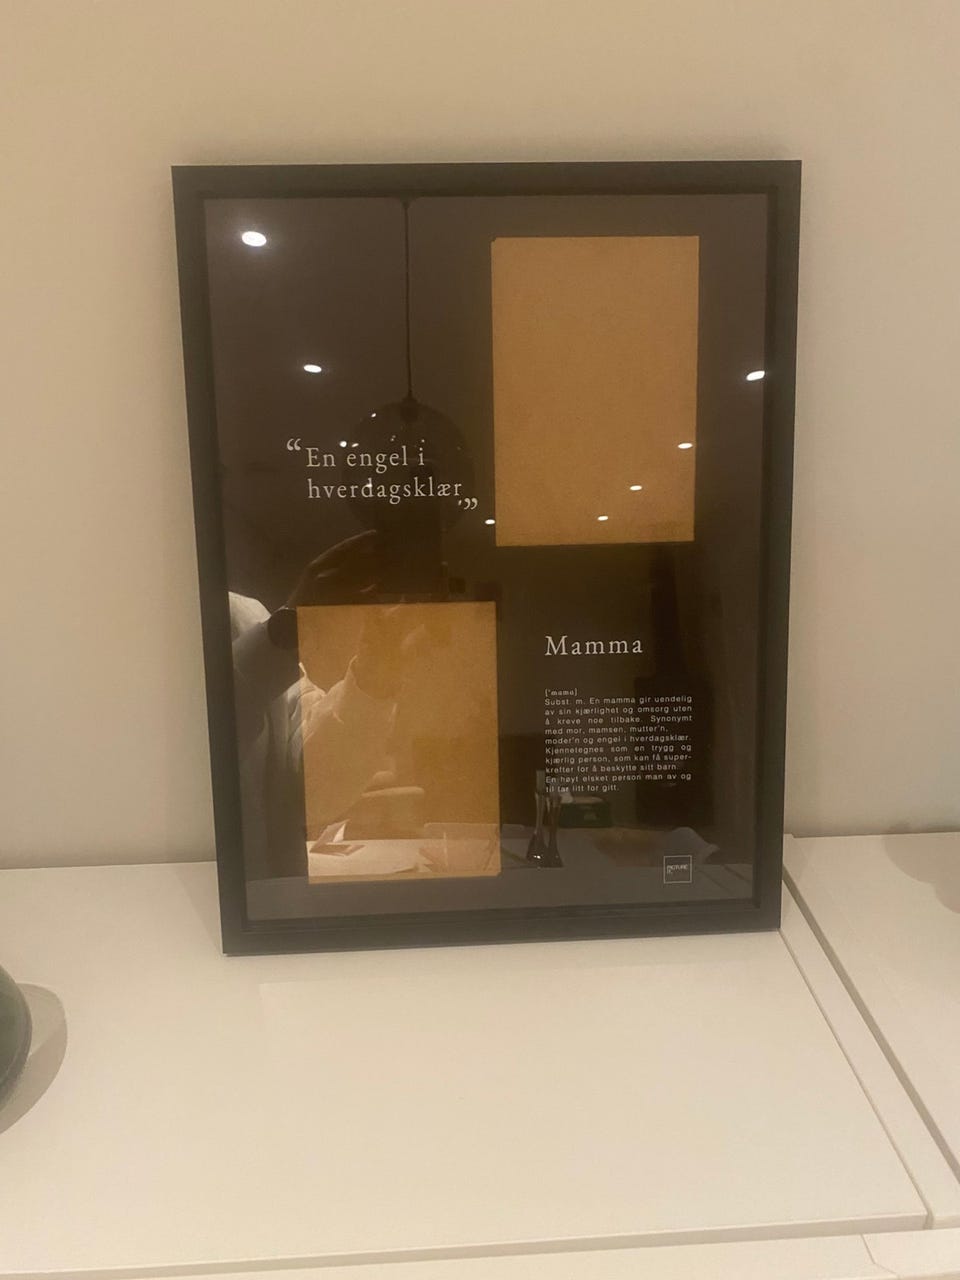 “En engel i
hverdagsklær”
Mamma
['mama]
Subst. m. En mamma gir uendelig
av sin kjærlighet og omsorg uten
å kreve noe tilbake. Synonymt
med mor, mamsen, mutter'n,
moder'n og engel i hverdagsklær.
Kjennetegnes som en trygg og
kjærlig person, som kan få super-
krefter for å beskytte sitt barn.
En høyt elsket person man av og
til tar litt for gitt.
PICTURE
IT.